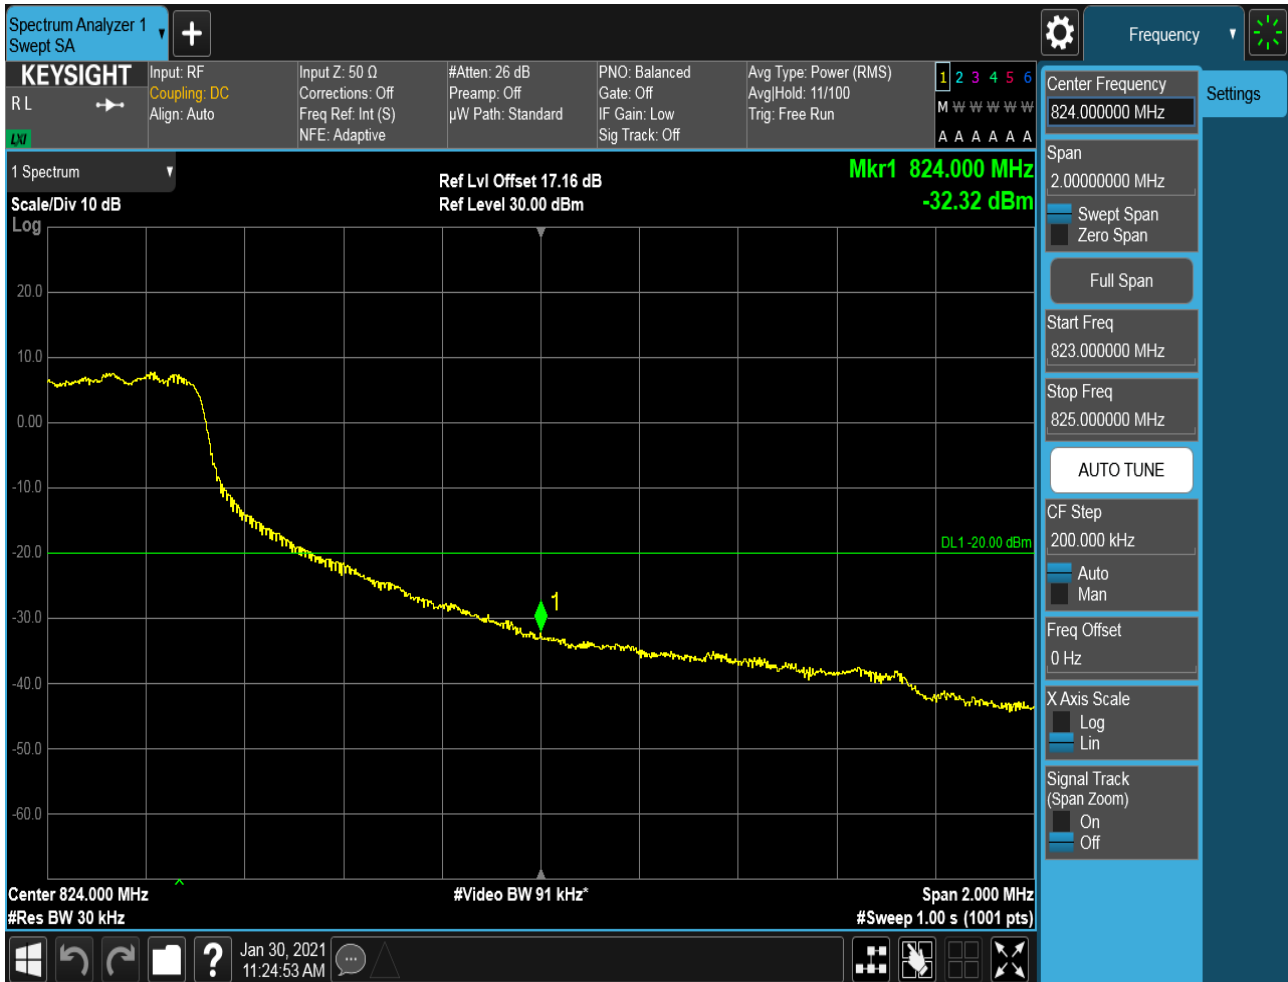 Spectrum Analyzer 1
Swept SA
+
Frequency
KEYSIGHT
R L
LXI
Input: RF
Coupling: DC
Align: Auto
Input Z: 50 Ω
Corrections: Off
Freq Ref: Int (S)
NFE: Adaptive
#Atten: 26 dB
Preamp: Off
µW Path: Standard
PNO: Balanced
Gate: Off
IF Gain: Low
Sig Track: Off
Avg Type: Power (RMS)
Avg|Hold: 11/100
Trig: Free Run
1 2 3 4 5 6
M W W W W W
A A A A A A
1 Spectrum
Scale/Div 10 dB
Log
Ref Lvl Offset 17.16 dB
Ref Level 30.00 dBm
Mkr1 824.000 MHz
-32.32 dBm
20.0
10.0
0.00
-10.0
-20.0
-30.0
-40.0
-50.0
-60.0
DL1 -20.00 dBm
1
Center 824.000 MHz
#Res BW 30 kHz
#Video BW 91 kHz*
Span 2.000 MHz
#Sweep 1.00 s (1001 pts)
Center Frequency
824.000000 MHz
Settings
Span
2.00000000 MHz
Swept Span
Zero Span
Full Span
Start Freq
823.000000 MHz
Stop Freq
825.000000 MHz
AUTO TUNE
CF Step
200.000 kHz
Auto
Man
Freq Offset
0 Hz
X Axis Scale
Log
Lin
Signal Track
(Span Zoom)
On
Off
?
Jan 30, 2021
11:24:53 AM